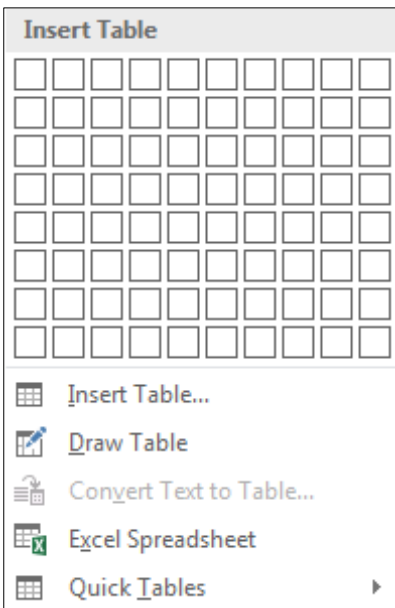 Insert Table
Insert Table...
Draw Table
Convert Text to Table...
Excel Spreadsheet
Quick Tables